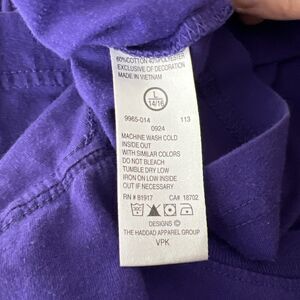 60% COTTON 40% POLYESTER
EXCLUSIVE OF DECORATION
MADE IN VIETNAM
L
14/16
9965-014 113
0924
MACHINE WASH COLD
INSIDE OUT
WITH SIMILAR COLORS
DO NOT BLEACH
TUMBLE DRY LOW
IRON ON LOW INSIDE
OUT IF NECESSARY
RN # 81917 CA# 18702
DESIGNS ©
THE HADDAD APPAREL GROUP
VPK